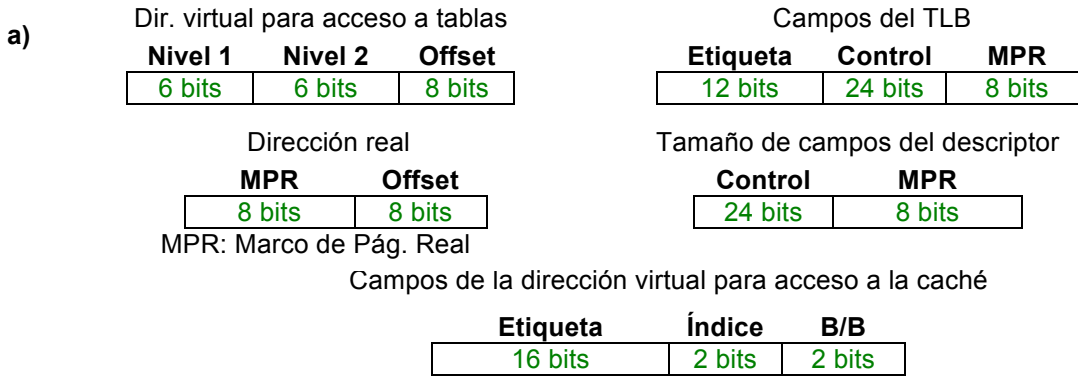 a)
Dir. virtual para acceso a tablas
Nivel 1 Nivel 2 Offset
6 bits 6 bits 8 bits
Campos del TLB
Etiqueta Control MPR
12 bits 24 bits 8 bits
Dirección real
MPR Offset
8 bits 8 bits
MPR: Marco de Pág. Real
Tamaño de campos del descriptor
Control MPR
24 bits 8 bits
Campos de la dirección virtual para acceso a la caché
Etiqueta Índice B/B
16 bits 2 bits 2 bits